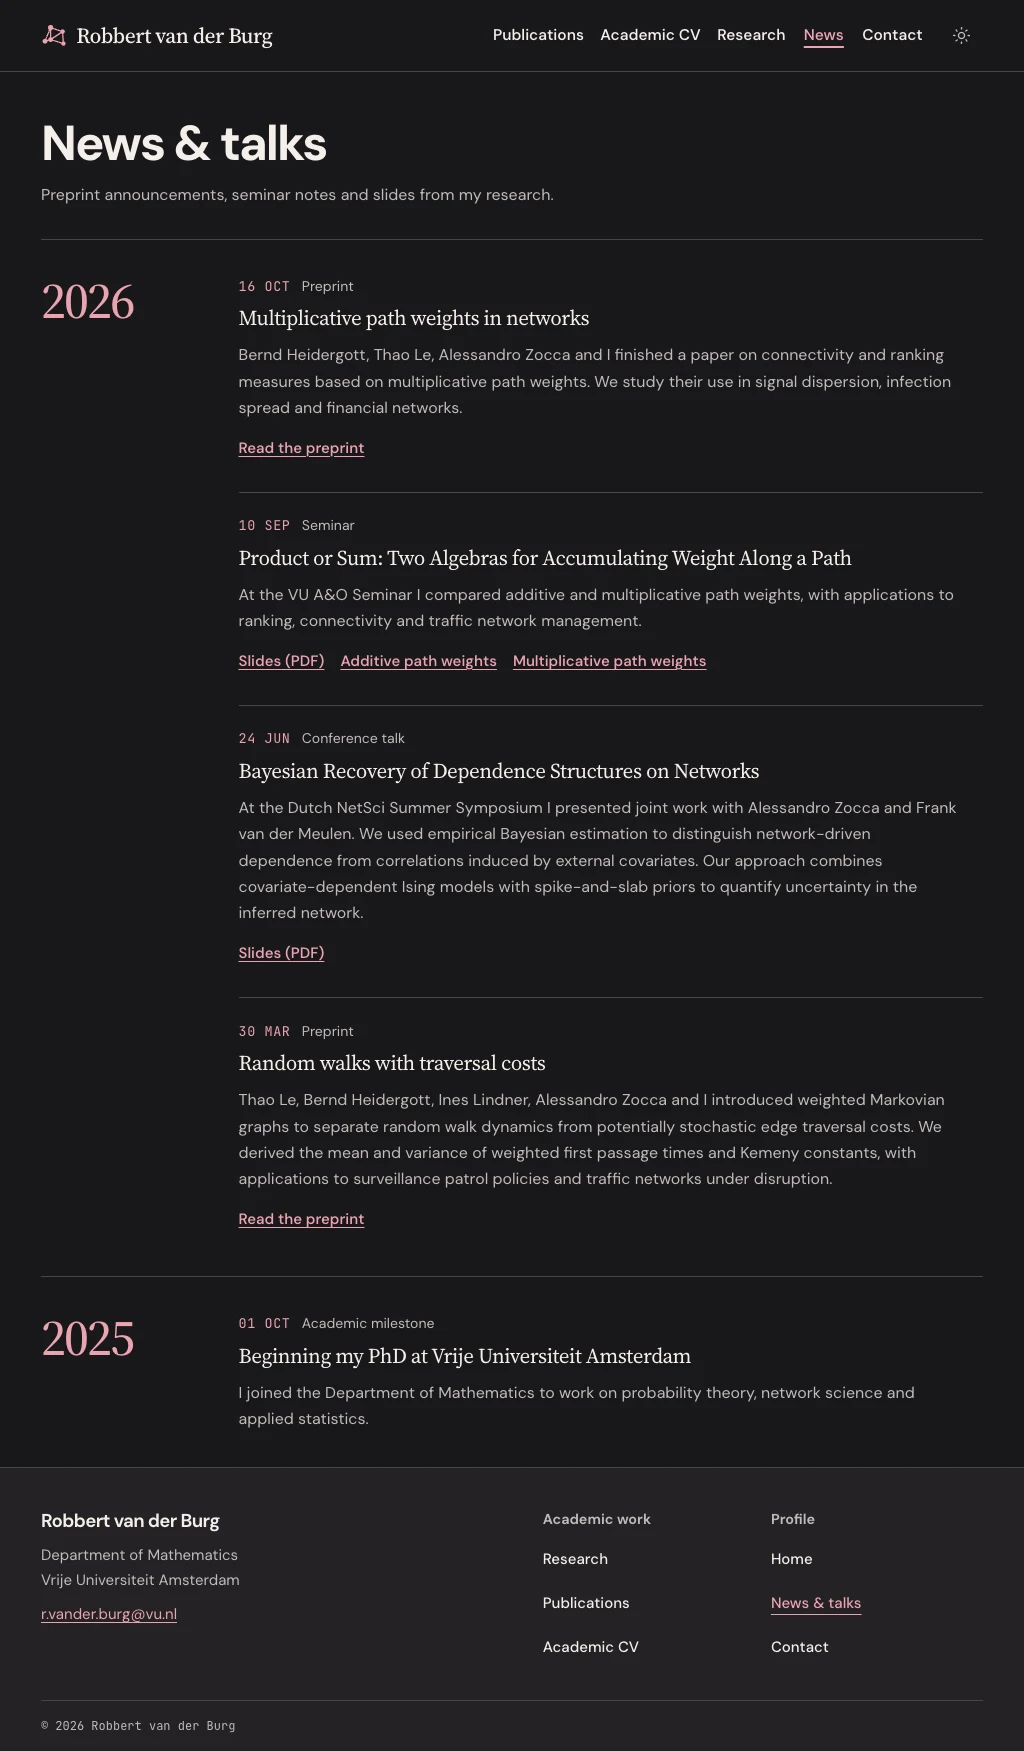 Robbert van der Burg
Publications Academic CV Research News Contact
News & talks
Preprint announcements, seminar notes and slides from my research.
2026
16 OCT Preprint
Multiplicative path weights in networks
Bernd Heidergott, Thao Le, Alessandro Zocca and I finished a paper on connectivity and ranking
measures based on multiplicative path weights. We study their use in signal dispersion, infection
spread and financial networks.
Read the preprint
10 SEP Seminar
Product or Sum: Two Algebras for Accumulating Weight Along a Path
At the VU A&O Seminar I compared additive and multiplicative path weights, with applications to
ranking, connectivity and traffic network management.
Slides (PDF) Additive path weights Multiplicative path weights
24 JUN Conference talk
Bayesian Recovery of Dependence Structures on Networks
At the Dutch NetSci Summer Symposium I presented joint work with Alessandro Zocca and Frank
van der Meulen. We used empirical Bayesian estimation to distinguish network-driven
dependence from correlations induced by external covariates. Our approach combines
covariate-dependent Ising models with spike-and-slab priors to quantify uncertainty in the
inferred network.
Slides (PDF)
30 MAR Preprint
Random walks with traversal costs
Thao Le, Bernd Heidergott, Ines Lindner, Alessandro Zocca and I introduced weighted Markovian
graphs to separate random walk dynamics from potentially stochastic edge traversal costs. We
derived the mean and variance of weighted first passage times and Kemeny constants, with
applications to surveillance patrol policies and traffic networks under disruption.
Read the preprint
2025
01 OCT Academic milestone
Beginning my PhD at Vrije Universiteit Amsterdam
I joined the Department of Mathematics to work on probability theory, network science and
applied statistics.
Robbert van der Burg
Department of Mathematics
Vrije Universiteit Amsterdam
r.vander.burg@vu.nl
Academic work
Research
Publications
Academic CV
Profile
Home
News & talks
Contact
© 2026 Robbert van der Burg